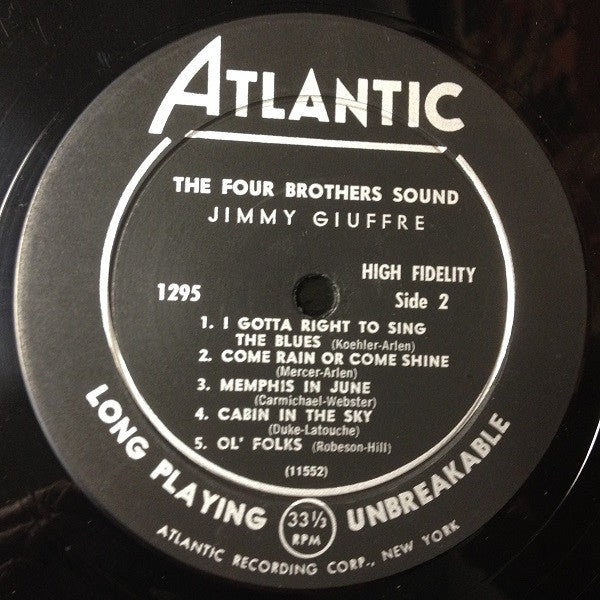 ATLANTIC
THE FOUR BROTHERS SOUND
JIMMY GIUFFRE
HIGH FIDELITY
1295
Side 2
1. I GOTTA RIGHT TO SING
THE BLUES (Koehler-Arlen)
2. COME RAIN OR COME SHINE
(Mercer-Arlen)
3. MEMPHIS IN JUNE
(Carmichael-Webster)
4. CABIN IN THE SKY
(Duke-Latouche)
5. OL' FOLKS (Robeson-Hill)
(11552)
LONG PLAYING
33⅓
RPM
UNBREAKABLE
ATLANTIC RECORDING CORP., NEW YORK